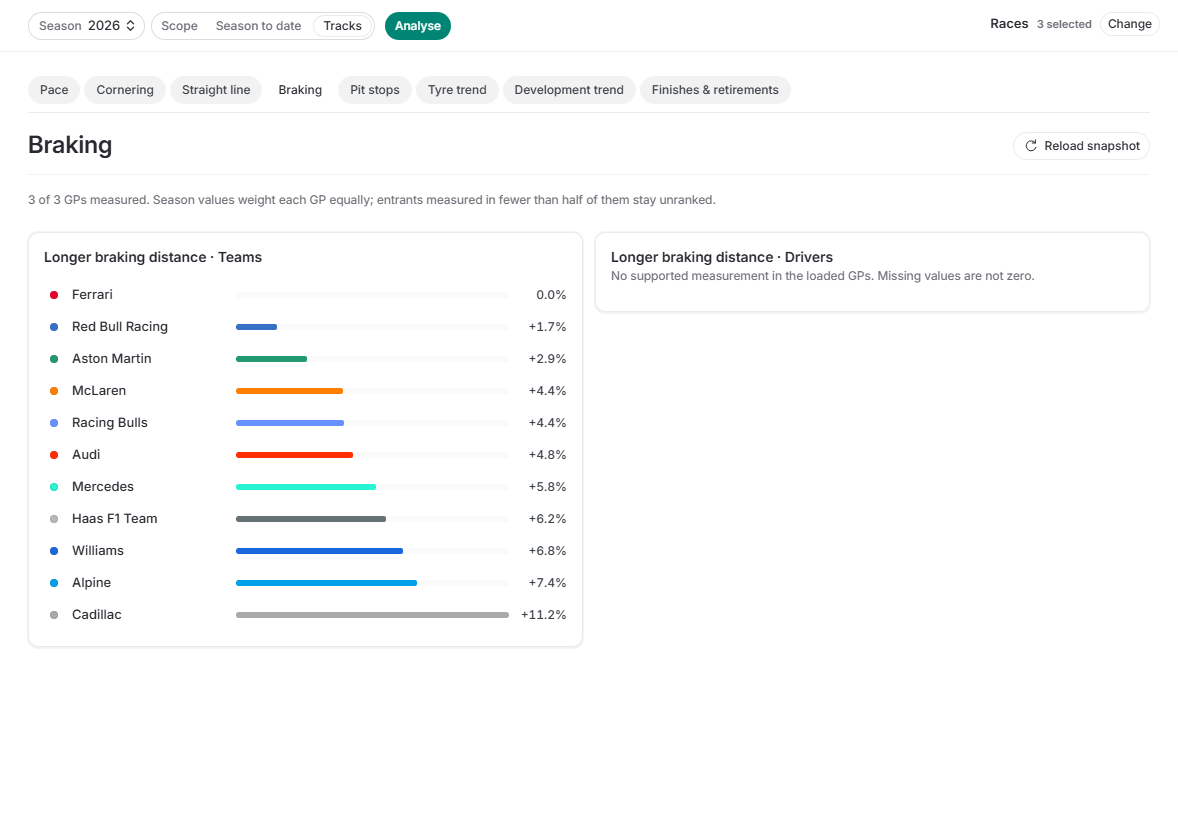 Season 2026 Scope Season to date Tracks Analyse Races 3 selected Change
Pace Cornering Straight line Braking Pit stops Tyre trend Development trend Finishes & retirements
Braking Reload snapshot
3 of 3 GPs measured. Season values weight each GP equally; entrants measured in fewer than half of them stay unranked.
Longer braking distance · Teams
Ferrari 0.0%
Red Bull Racing +1.7%
Aston Martin +2.9%
McLaren +4.4%
Racing Bulls +4.4%
Audi +4.8%
Mercedes +5.8%
Haas F1 Team +6.2%
Williams +6.8%
Alpine +7.4%
Cadillac +11.2%
Longer braking distance · Drivers
No supported measurement in the loaded GPs. Missing values are not zero.